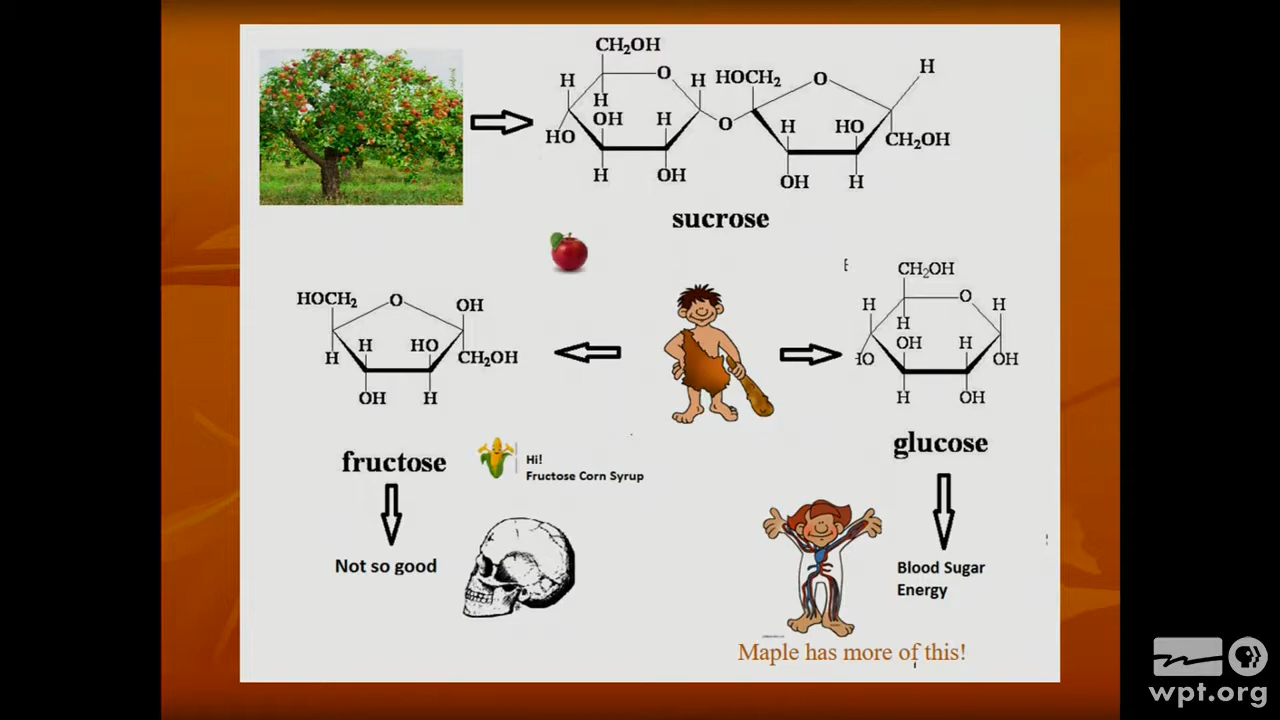 CH2OH
H
O
H
HOCH2
O
H
H
OH
H
HO
O
H
HO
CH2OH
H
OH
OH
H
sucrose
E
CH2OH
HOCH2
O
OH
H
O
H
H
H
HO
CH2OH
H
OH
H
HO
OH
OH
H
H
OH
fructose
glucose
Hi!
Fructose Corn Syrup
Not so good
Blood Sugar
Energy
Maple has more of this!
wpt.org